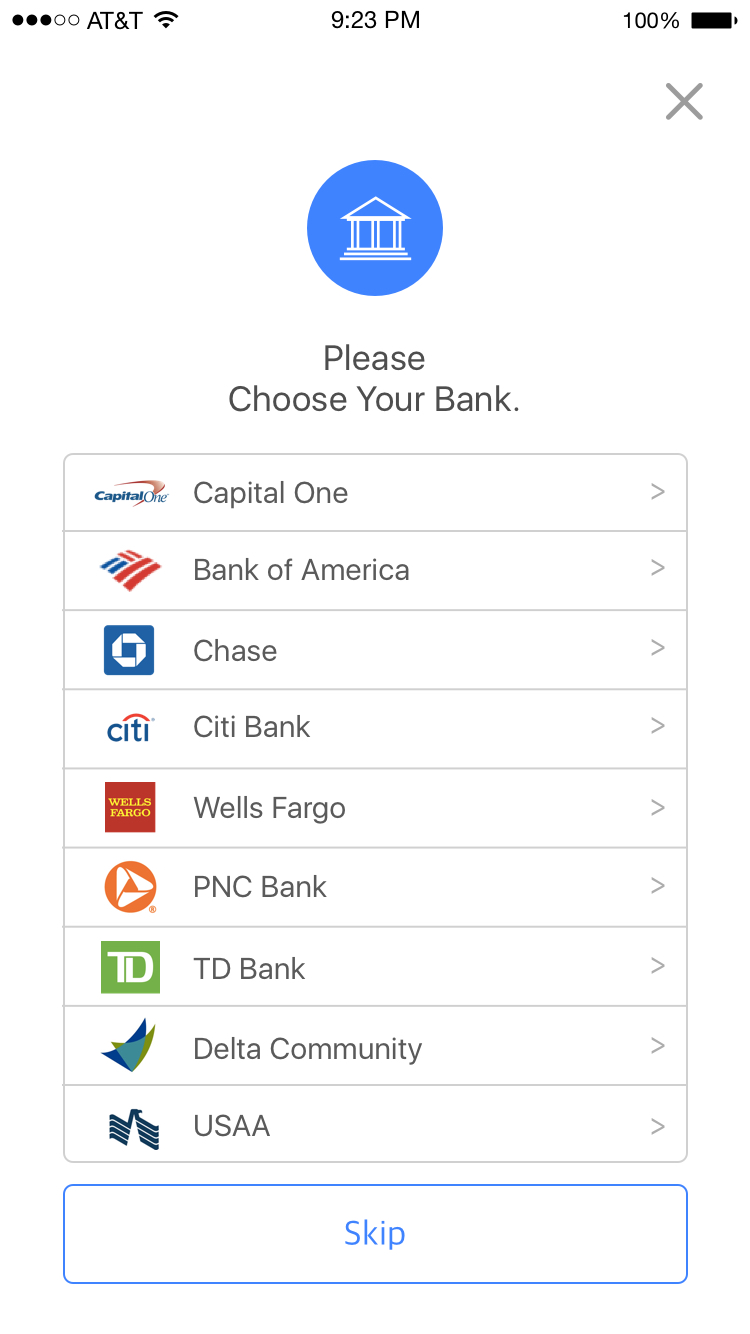 AT&T 9:23 PM 100%
Please
Choose Your Bank.
CapitalOne Capital One >
Bank of America >
Chase >
citi Citi Bank >
WELLS
FARGO Wells Fargo >
PNC Bank >
TD TD Bank >
Delta Community >
USAA >
Skip